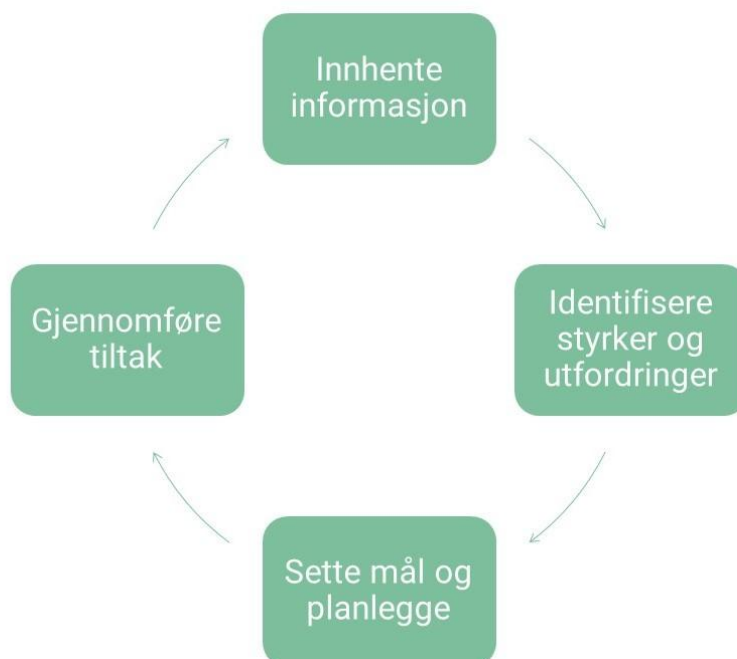 Innhente
informasjon
Identifisere
styrker og
utfordringer
Sette mål og
planlegge
Gjennomføre
tiltak